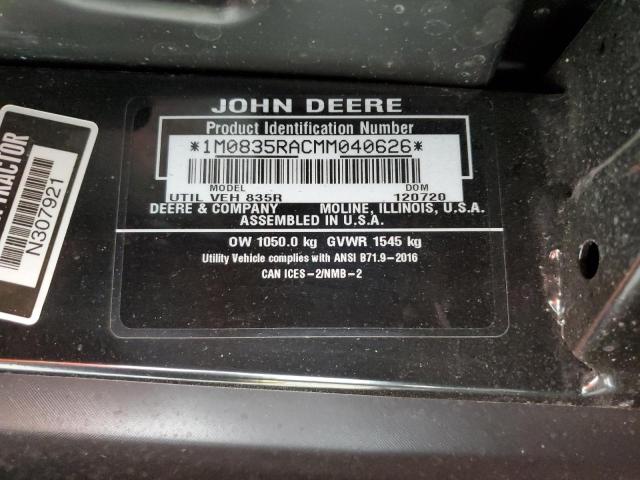 JOHN DEERE
Product Identification Number
*1M0835RACMM040626*
MODEL DOM
UTIL VEH 835R 120720
DEERE & COMPANY MOLINE, ILLINOIS, U.S.A.
ASSEMBLED IN U.S.A.
OW 1050.0 kg GVWR 1545 kg
Utility Vehicle complies with ANSI B71.9-2016
CAN ICES-2/NMB-2
N307921